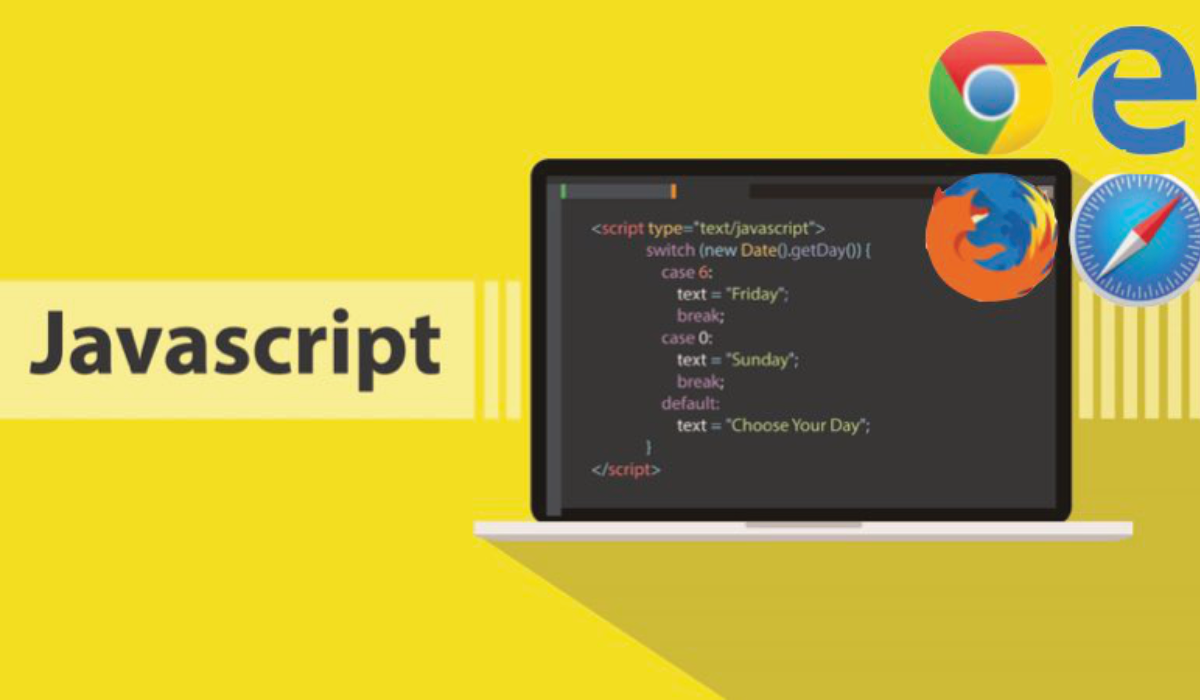 Javascript
<script type="text/javascript">
switch (new Date().getDay()) {
case 6:
text = "Friday";
break;
case 0:
text = "Sunday";
break;
default:
text = "Choose Your Day";
}
</script>